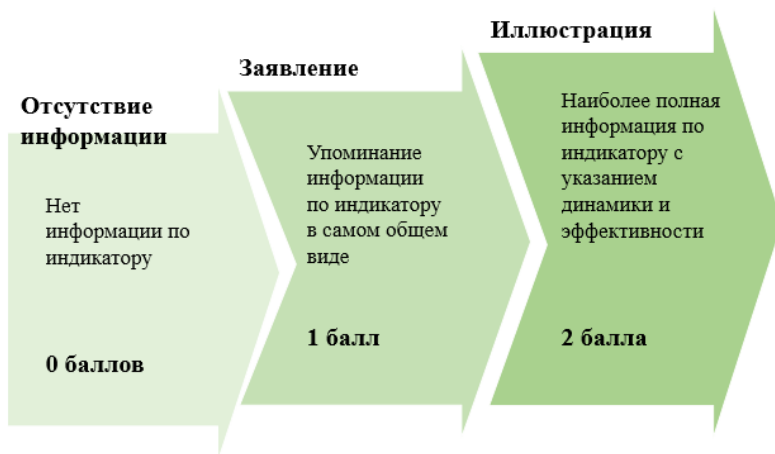 Отсутствие
информации
Нет
информации по
индикатору
0 баллов
Заявление
Упоминание
информации
по индикатору
в самом общем
виде
1 балл
Иллюстрация
Наиболее полная
информация по
индикатору с
указанием
динамики и
эффективности
2 балла